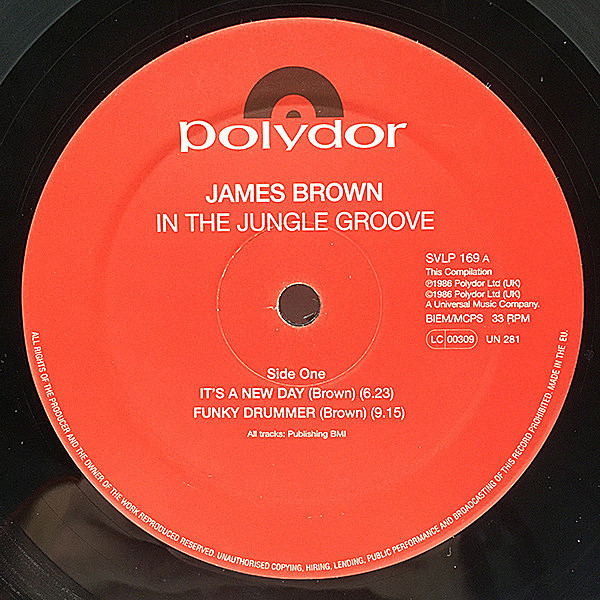 polydor
JAMES BROWN
IN THE JUNGLE GROOVE
SVLP 169 A
This Compilation
℗1986 Polydor Ltd (UK)
©1986 Polydor Ltd (UK)
A Universal Music Company.
BIEM/MCPS 33 RPM
LC 00309 UN 281
Side One
IT'S A NEW DAY (Brown) (6.23)
FUNKY DRUMMER (Brown) (9.15)
All tracks: Publishing BMI
ALL RIGHTS OF THE PRODUCER AND THE OWNER OF THE WORK REPRODUCED RESERVED. UNAUTHORISED COPYING, HIRING, LENDING, PUBLIC PERFORMANCE AND BROADCASTING OF THIS RECORD PROHIBITED. MADE IN THE EU.